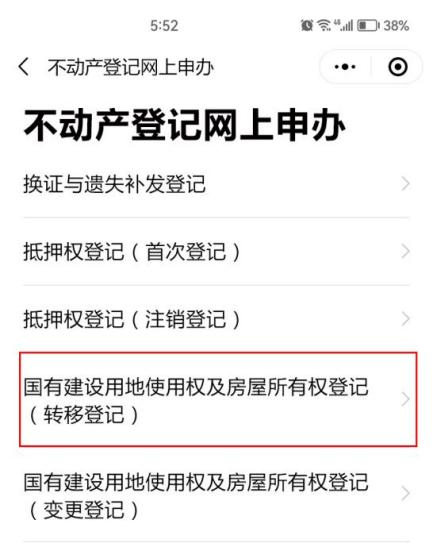 5:52 38%
不动产登记网上申办
不动产登记网上申办
换证与遗失补发登记
抵押权登记（首次登记）
抵押权登记（注销登记）
国有建设用地使用权及房屋所有权登记
（转移登记）
国有建设用地使用权及房屋所有权登记
（变更登记）